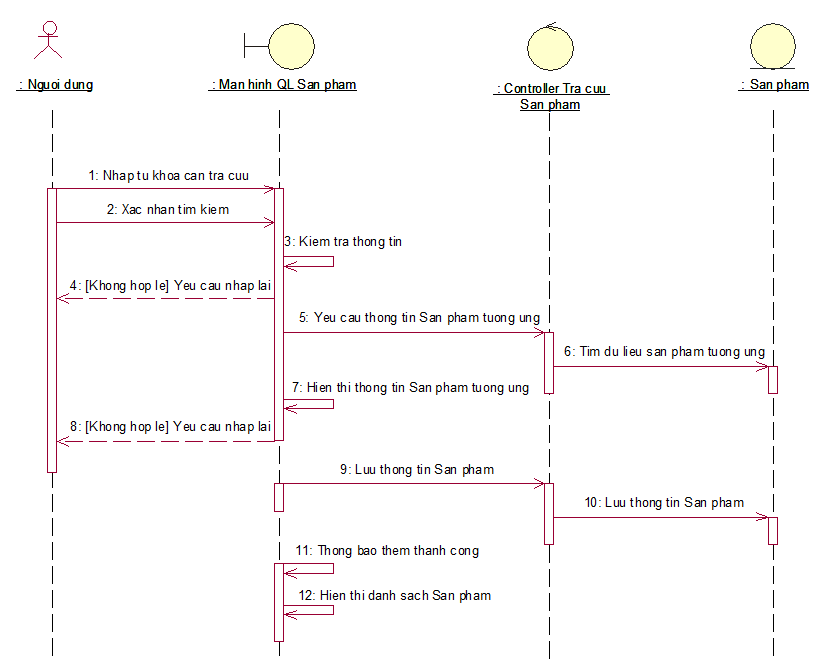 : Nguoi dung
: Man hinh QL San pham
: Controller Tra cuu
San pham
: San pham
1: Nhap tu khoa can tra cuu
2: Xac nhan tim kiem
3: Kiem tra thong tin
4: [Khong hop le] Yeu cau nhap lai
5: Yeu cau thong tin San pham tuong ung
6: Tim du lieu san pham tuong ung
7: Hien thi thong tin San pham tuong ung
8: [Khong hop le] Yeu cau nhap lai
9: Luu thong tin San pham
10: Luu thong tin San pham
11: Thong bao them thanh cong
12: Hien thi danh sach San pham